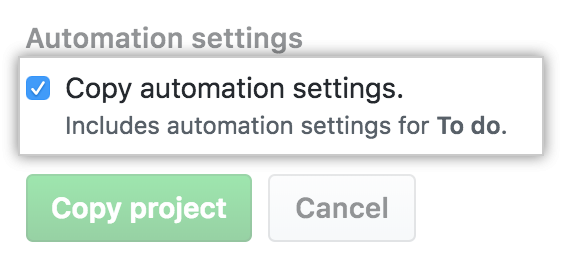 Automation settings
Copy automation settings.
Includes automation settings for To do.
Copy project
Cancel